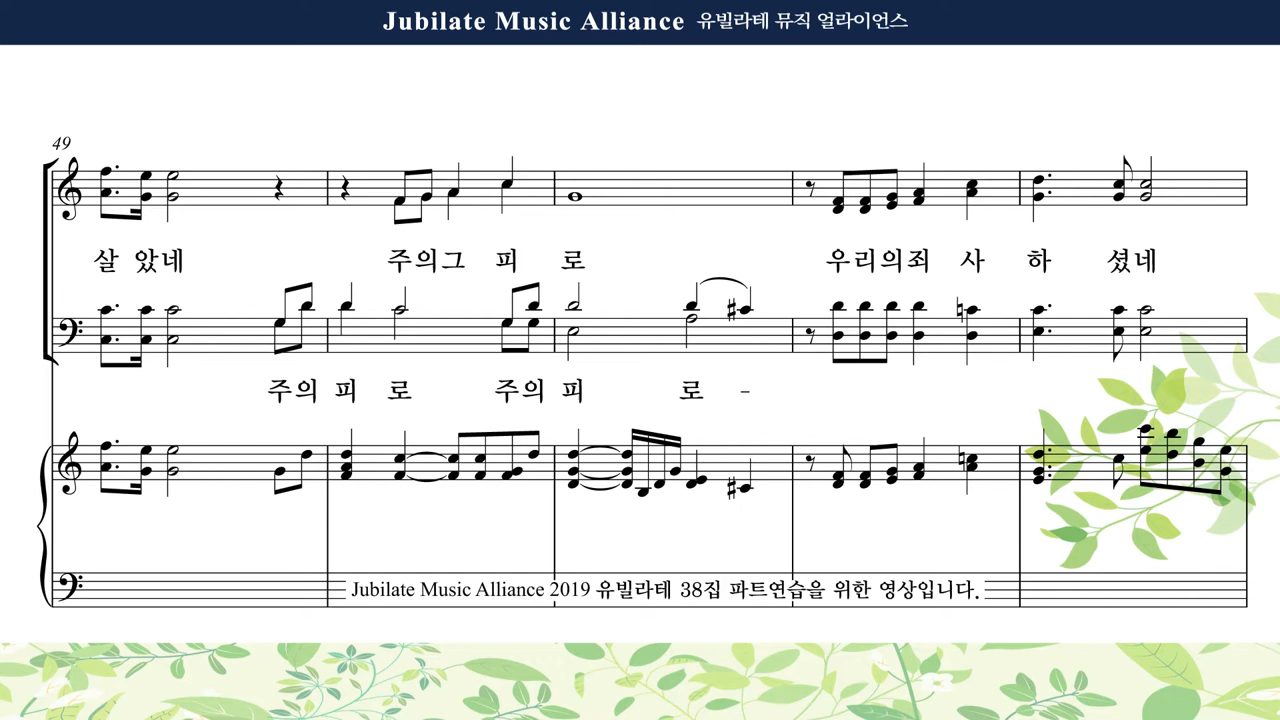 Jubilate Music Alliance 유빌라테 뮤직 얼라이언스
49
살 았네 주의그 피 로 우리의죄 사 하 셨네
주의 피 로 주의 피 로 -
Jubilate Music Alliance 2019 유빌라테 38집 파트연습을 위한 영상입니다.